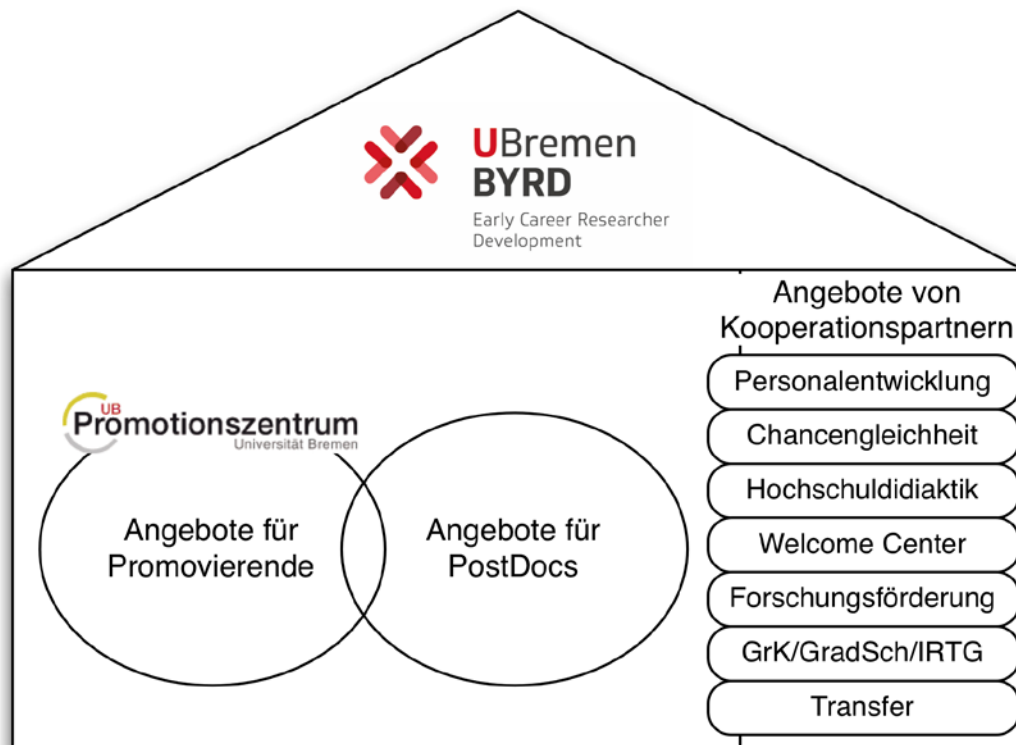 UBremen
BYRD
Early Career Researcher
Development
Angebote von
Kooperationspartnern
UB
Promotionszentrum
Universität Bremen
Angebote für
Promovierende
Angebote für
PostDocs
Personalentwicklung
Chancengleichheit
Hochschuldidaktik
Welcome Center
Forschungsförderung
GrK/GradSch/IRTG
Transfer